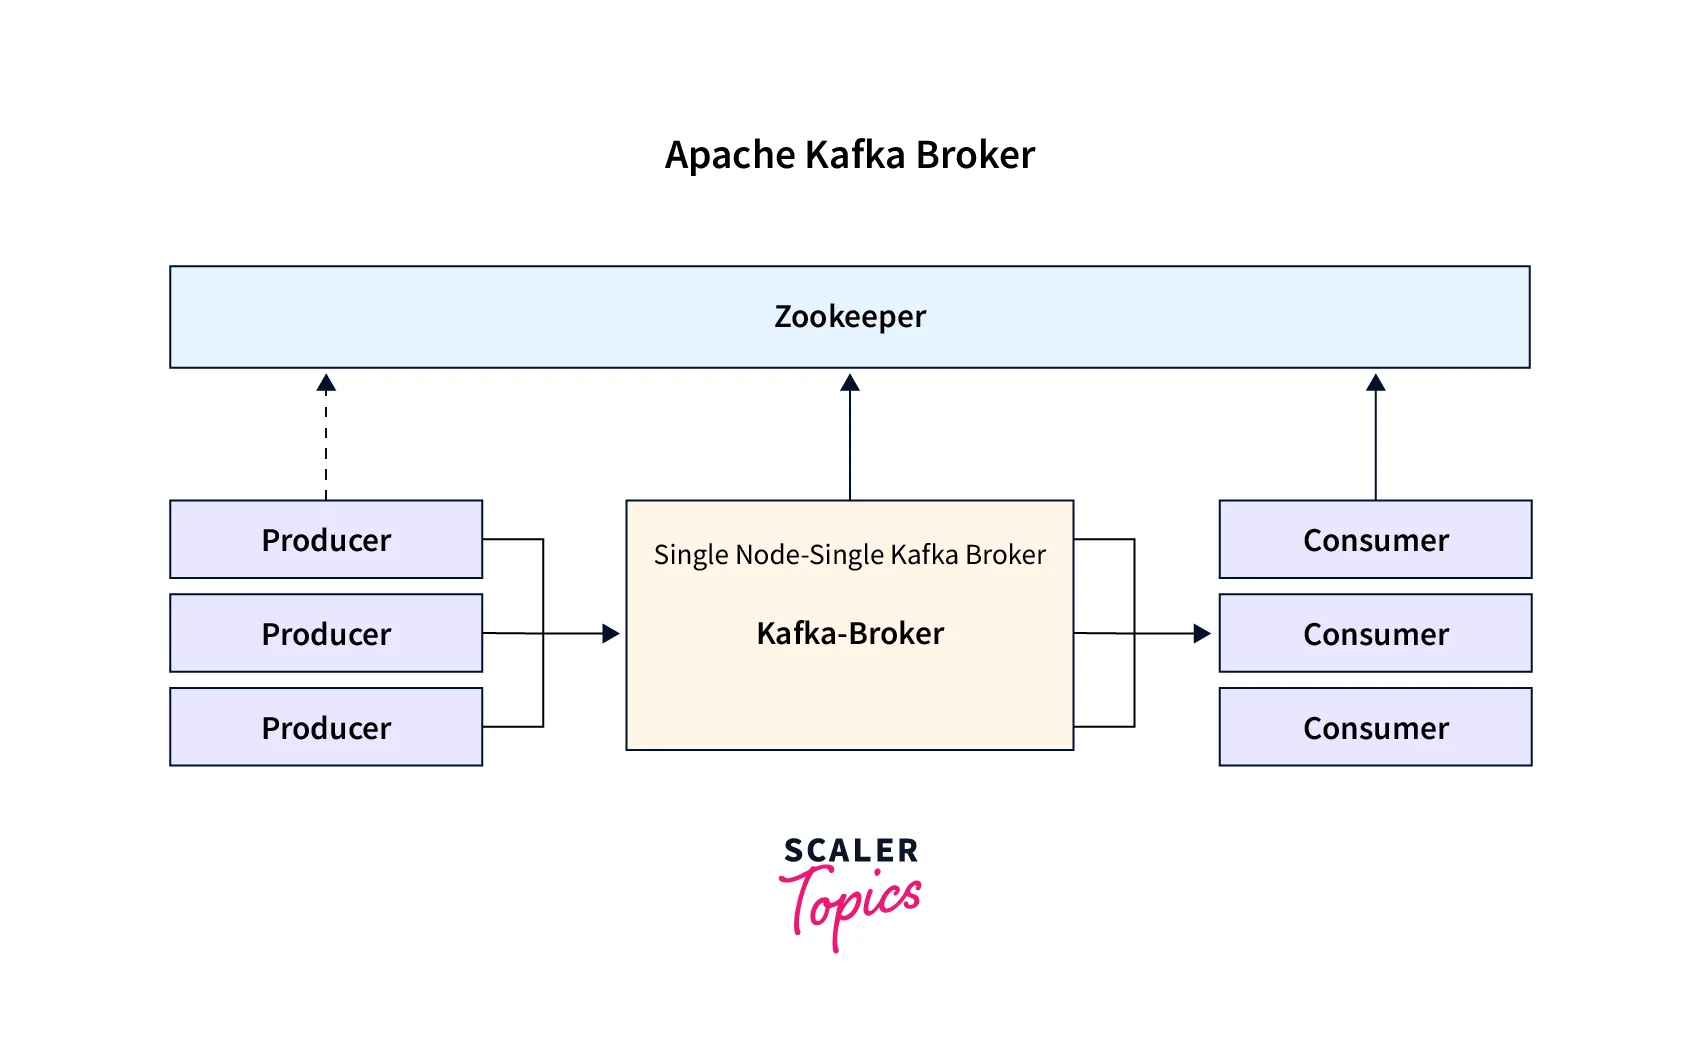 Apache Kafka Broker
Zookeeper
Producer
Producer
Producer
Single Node-Single Kafka Broker
Kafka-Broker
Consumer
Consumer
Consumer
SCALER
Topics